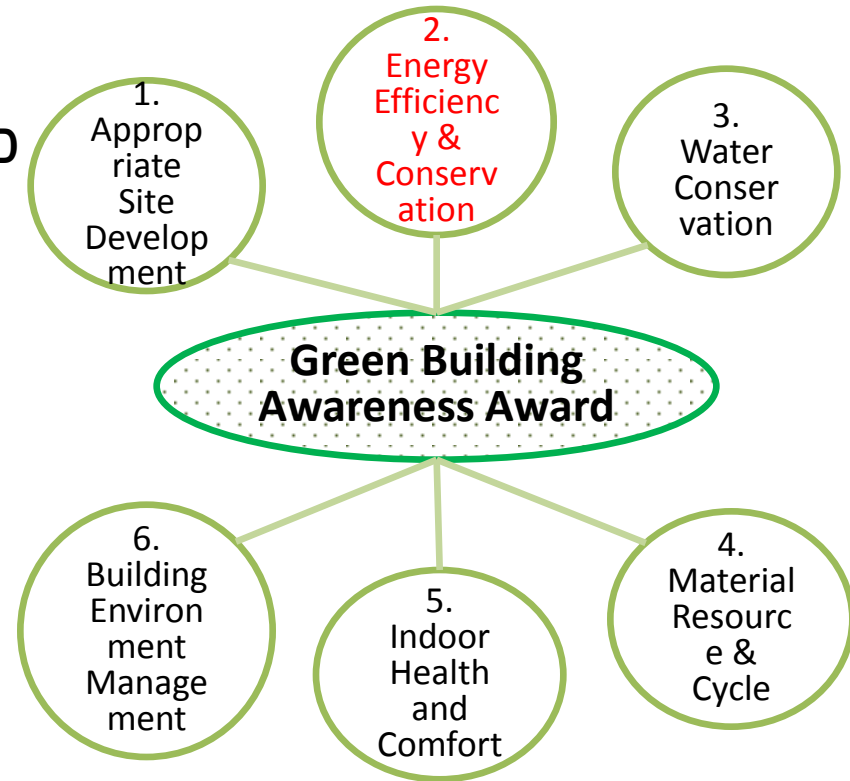 1.
Approp
riate
Site
Develop
ment
2.
Energy
Efficienc
y &
Conserv
ation
3.
Water
Conser
vation
Green Building
Awareness Award
6.
Building
Environ
ment
Manage
ment
5.
Indoor
Health
and
Comfort
4.
Material
Resourc
e &
Cycle